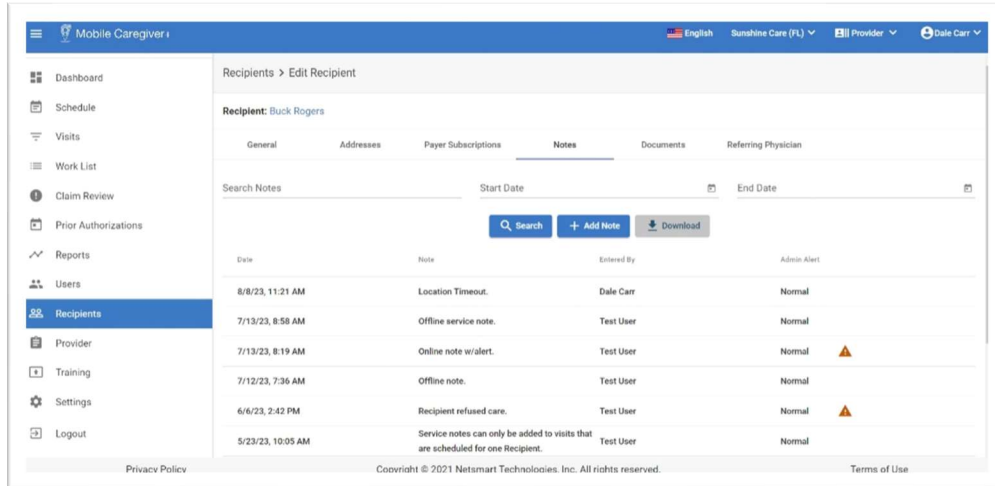 Mobile Caregiver+
English
Sunshine Care (FL)
Provider
Dale Carr
Dashboard
Schedule
Visits
Work List
Claim Review
Prior Authorizations
Reports
Users
Recipients
Provider
Training
Settings
Logout
Recipients > Edit Recipient
Recipient: Buck Rogers
General Addresses Payer Subscriptions Notes Documents Referring Physician
Search Notes Start Date End Date
Search + Add Note Download
Date Note Entered By Admin Alert
8/8/23, 11:21 AM Location Timeout. Dale Carr Normal
7/13/23, 8:58 AM Offline service note. Test User Normal
7/13/23, 8:19 AM Online note w/alert. Test User Normal
7/12/23, 7:36 AM Offline note. Test User Normal
6/6/23, 2:42 PM Recipient refused care. Test User Normal
5/23/23, 10:05 AM Service notes can only be added to visits that
are scheduled for one Recipient. Test User Normal
Privacy Policy Copyright © 2021 Netsmart Technologies, Inc. All rights reserved. Terms of Use